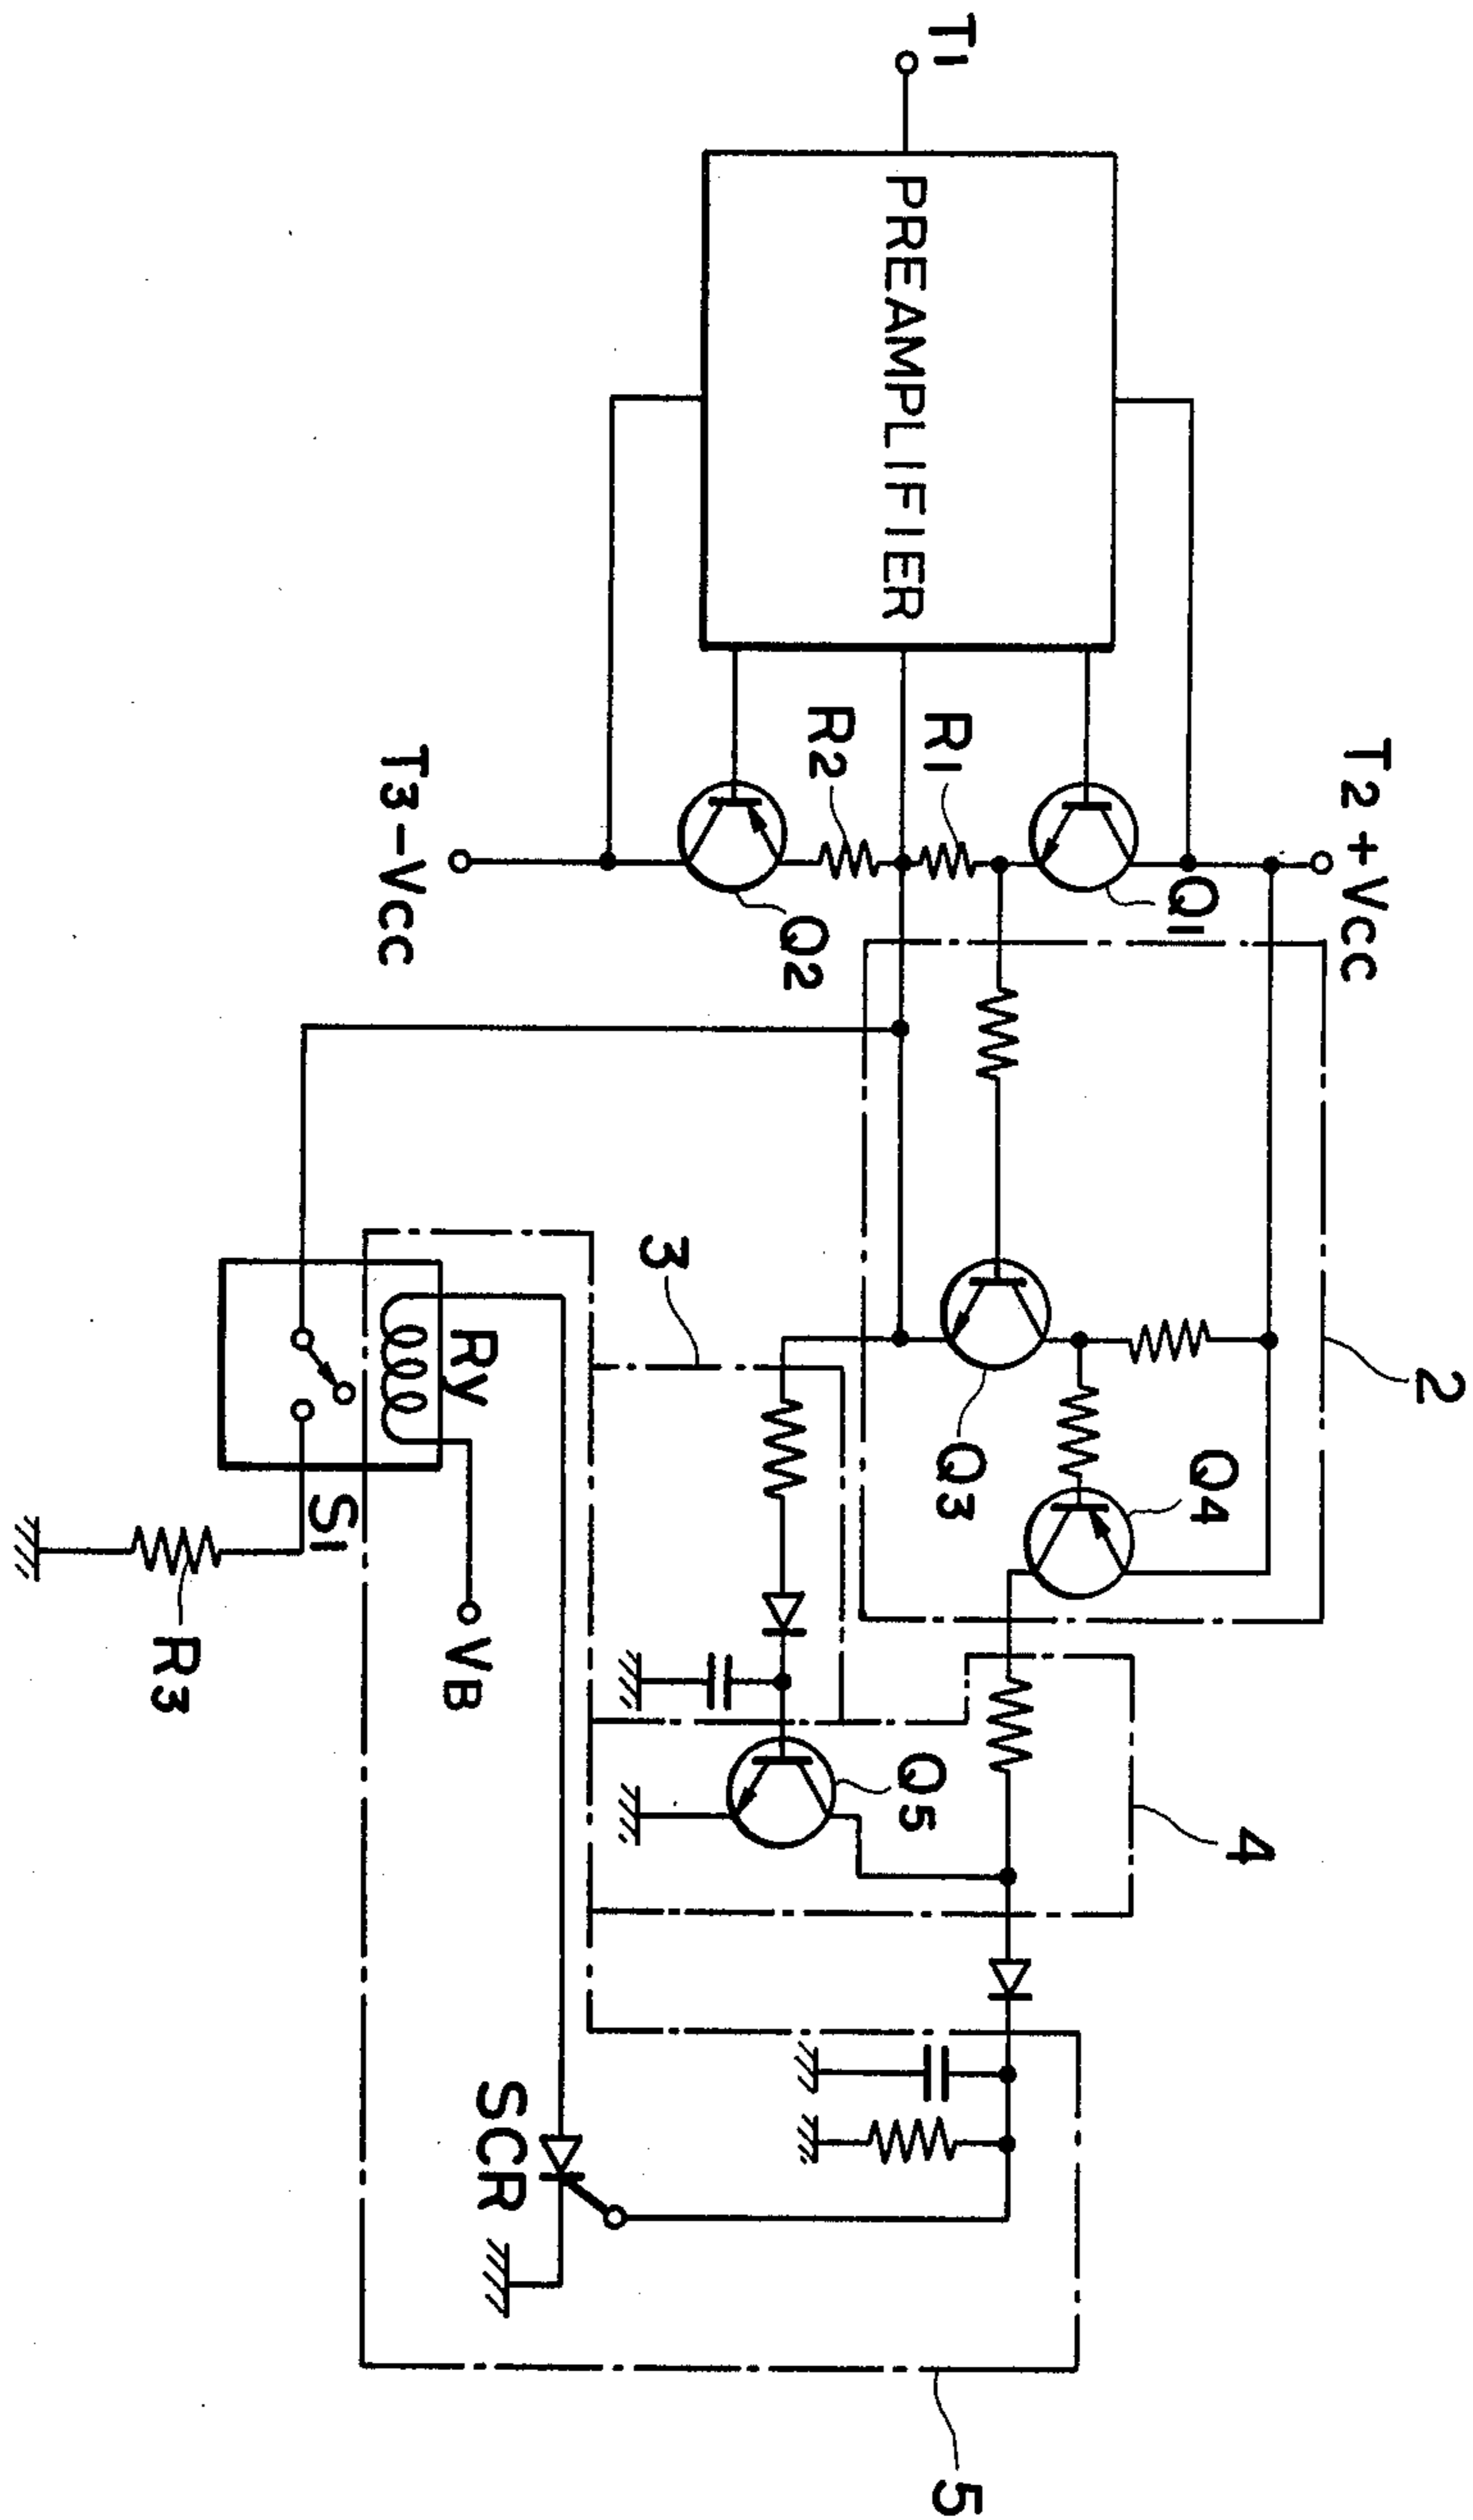 T2 +Vcc
2
Q4
4
Q1
5
T1
PREAMPLIFIER
R1
Q3
Q5
R2
Q2
3
SCR
T3 -Vcc
Ry
VB
S1
R3